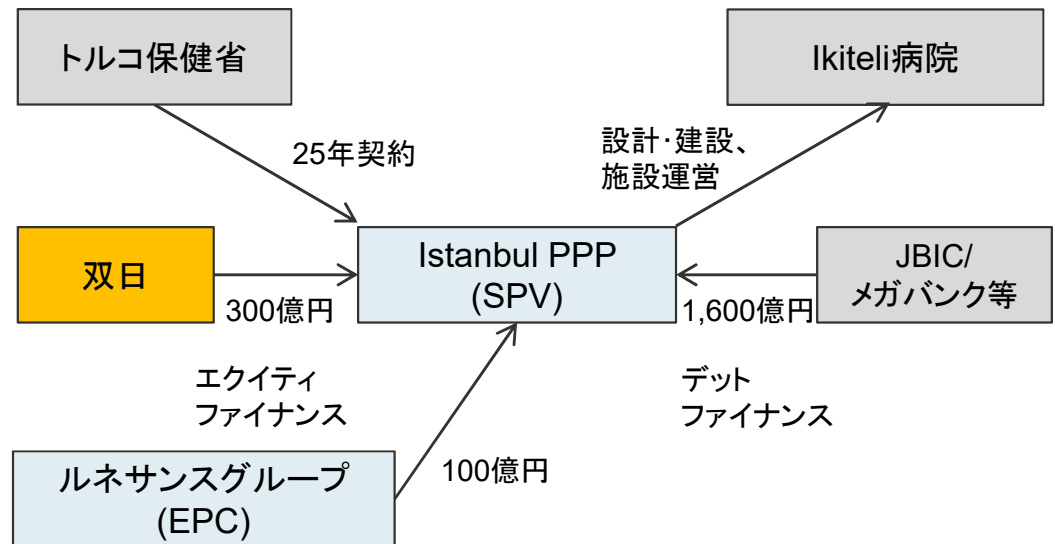 トルコ保健省
Ikiteli病院
25年契約
設計・建設、
施設運営
双日
Istanbul PPP
(SPV)
JBIC/
メガバンク等
300億円
1,600億円
エクイティ
ファイナンス
デット
ファイナンス
ルネサンスグループ
(EPC)
100億円